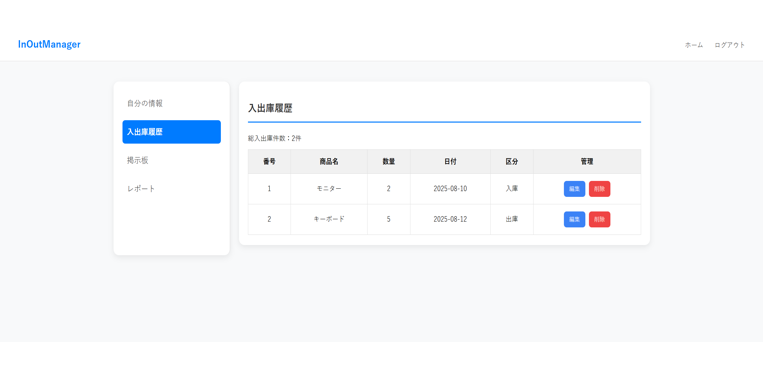 InOutManager
ホーム ログアウト
自分の情報
入出庫履歴
掲示板
レポート
入出庫履歴
総入出庫件数：2件
番号 商品名 数量 日付 区分 管理
1 モニター 2 2025-08-10 入庫 編集 削除
2 キーボード 5 2025-08-12 出庫 編集 削除